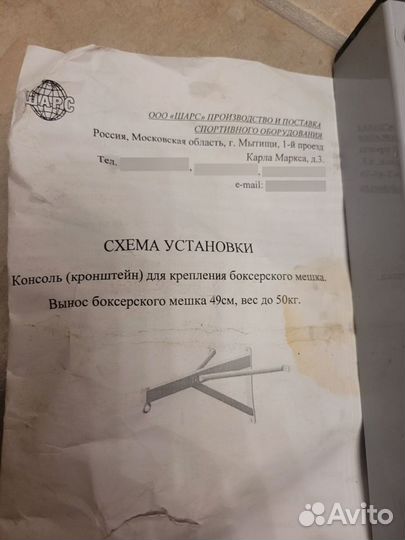 ШАРС
ООО «ШАРС» ПРОИЗВОДСТВО И ПОСТАВКА
СПОРТИВНОГО ОБОРУДОВАНИЯ
Россия, Московская область, г. Мытищи, 1-й проезд
Карла Маркса, д.3.
Тел. , ,
e-mail:
СХЕМА УСТАНОВКИ
Консоль (кронштейн) для крепления боксерского мешка.
Вынос боксерского мешка 49см, вес до 50кг.
Avito